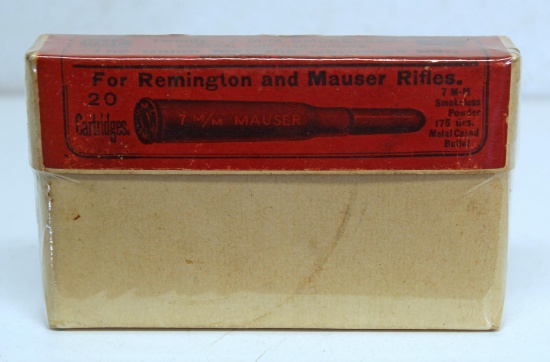 For Remington and Mauser Rifles.
20
Cartridges.
7 M/M MAUSER
7 M-M
Smokeless
Powder
175 Grs.
Metal Cased
Bullet